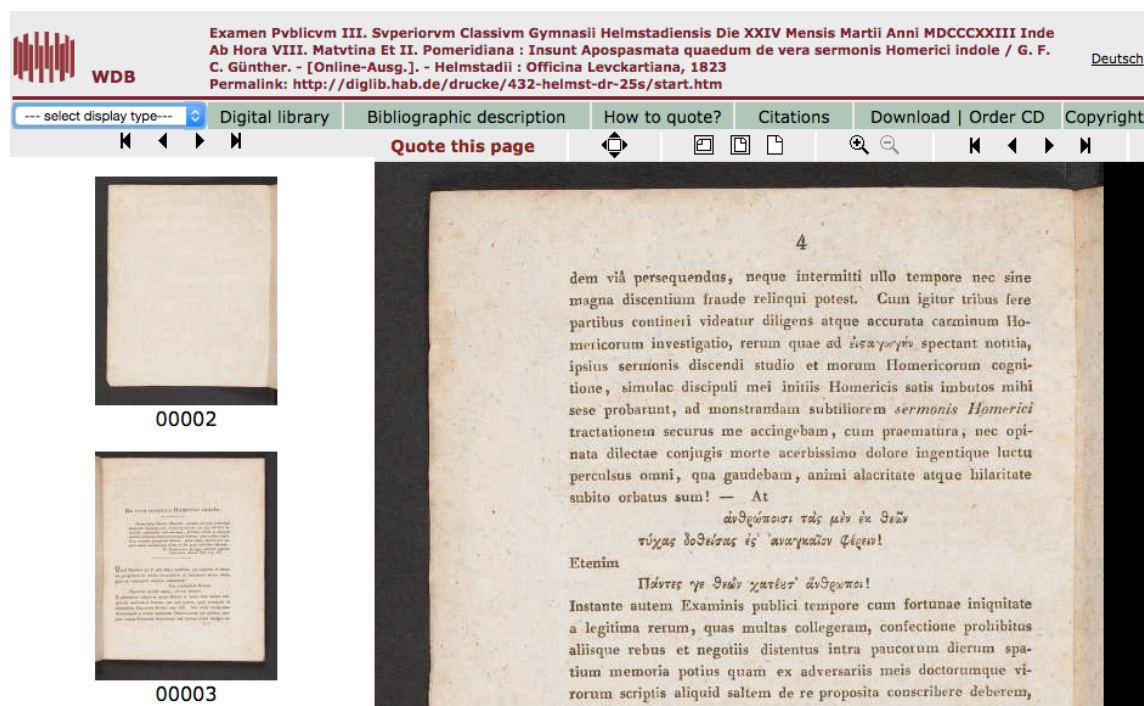 WDB
Examen Pvblicvm III. Svperiorvm Classivm Gymnasii Helmstadiensis Die XXIV Mensis Martii Anni MDCCCXXIII Inde
Ab Hora VIII. Matvtina Et II. Pomeridiana : Insunt Apospasmata quaedum de vera sermonis Homerici indole / G. F.
C. Günther. - [Online-Ausg.]. - Helmstadii : Officina Levckartiana, 1823
Permalink: http://diglib.hab.de/drucke/432-helmst-dr-25s/start.htm
Deutsch
--- select display type--- Digital library Bibliographic description How to quote? Citations Download | Order CD Copyright
Quote this page
00002
De vera sermonis Homerici indole.
00003
4
dem viâ persequendus, neque intermitti ullo tempore nec sine
magna discentium fraude relinqui potest. Cum igitur tribus fere
partibus contineri videatur diligens atque accurata carminum Ho-
mericorum investigatio, rerum quae ad εἰσαγωγήν spectant notitia,
ipsius sermonis discendi studio et morum Homericorum cogni-
tione, simulac discipuli mei initiis Homericis satis imbutos mihi
sese probarunt, ad monstrandam subtiliorem sermonis Homerici
tractationem securus me accingebam, cum praematura, nec opi-
nata dilectae conjugis morte acerbissimo dolore ingentique luctu
perculsus omni, qua gaudebam, animi alacritate atque hilaritate
subito orbatus sum! — At
ἀνθρώποισι τὰς μὲν ἐκ θεῶν
τύχας δοθείσας ἐς' αναγκαῖον φέρειν!
Etenim
Πάντες γε θεῶν χατέουσ' ἄνθρωποι!
Instante autem Examinis publici tempore cum fortunae iniquitate
a legitima rerum, quas multas collegeram, confectione prohibitus
aliisque rebus et negotiis distentus intra paucorum dierum spa-
tium memoria potius quam ex adversariis meis doctorumque vi-
rorum scriptis aliquid saltem de re proposita conscribere deberem,